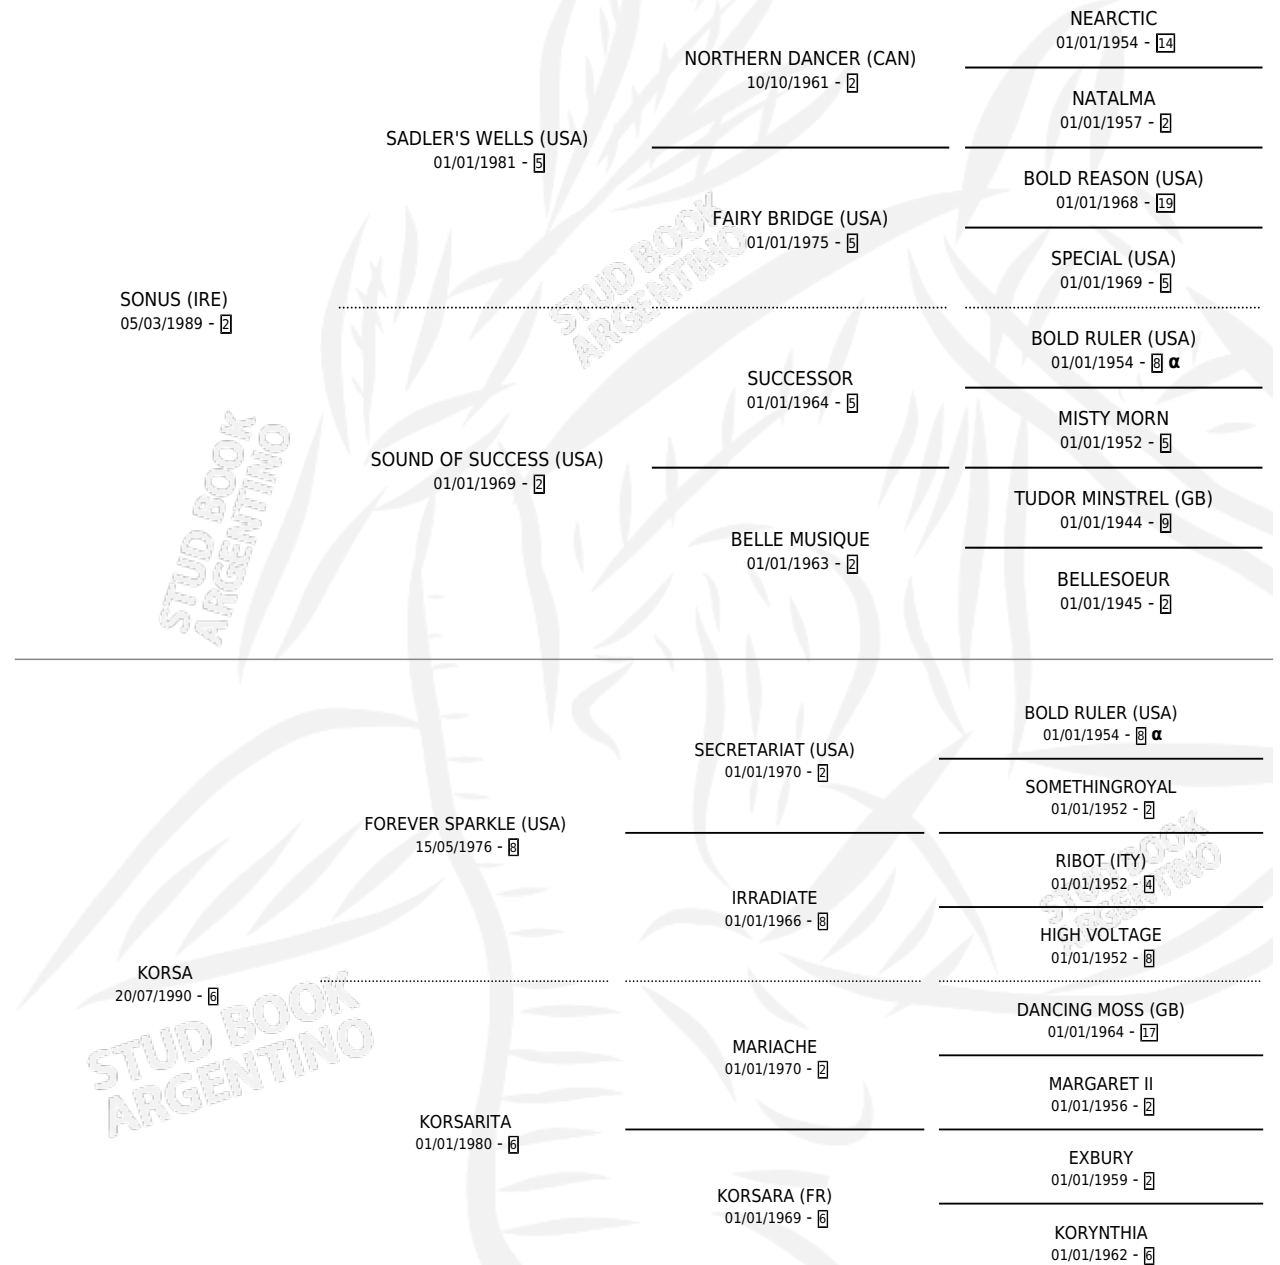 NEARCTIC
01/01/1954 - 14
NORTHERN DANCER (CAN)
10/10/1961 - 2
NATALMA
01/01/1957 - 2
SADLER'S WELLS (USA)
01/01/1981 - 5
BOLD REASON (USA)
01/01/1968 - 19
FAIRY BRIDGE (USA)
01/01/1975 - 5
SPECIAL (USA)
01/01/1969 - 5
SONUS (IRE)
05/03/1989 - 2
BOLD RULER (USA)
01/01/1954 - 8 α
SUCCESSOR
01/01/1964 - 5
MISTY MORN
01/01/1952 - 5
SOUND OF SUCCESS (USA)
01/01/1969 - 2
TUDOR MINSTREL (GB)
01/01/1944 - 9
BELLE MUSIQUE
01/01/1963 - 2
BELLESOEUR
01/01/1945 - 2
BOLD RULER (USA)
01/01/1954 - 8 α
SECRETARIAT (USA)
01/01/1970 - 2
SOMETHINGROYAL
01/01/1952 - 2
FOREVER SPARKLE (USA)
15/05/1976 - 8
RIBOT (ITY)
01/01/1952 - 4
IRRADIATE
01/01/1966 - 8
HIGH VOLTAGE
01/01/1952 - 8
KORSA
20/07/1990 - 6
DANCING MOSS (GB)
01/01/1964 - 17
MARIACHE
01/01/1970 - 2
MARGARET II
01/01/1956 - 2
KORSARITA
01/01/1980 - 6
EXBURY
01/01/1959 - 2
KORSARA (FR)
01/01/1969 - 6
KORYNTHIA
01/01/1962 - 6
STUD BOOK
ARGENTINO
STUD BOOK
ARGENTINO
STUD BOOK
ARGENTINO
STUD BOOK
ARGENTINO